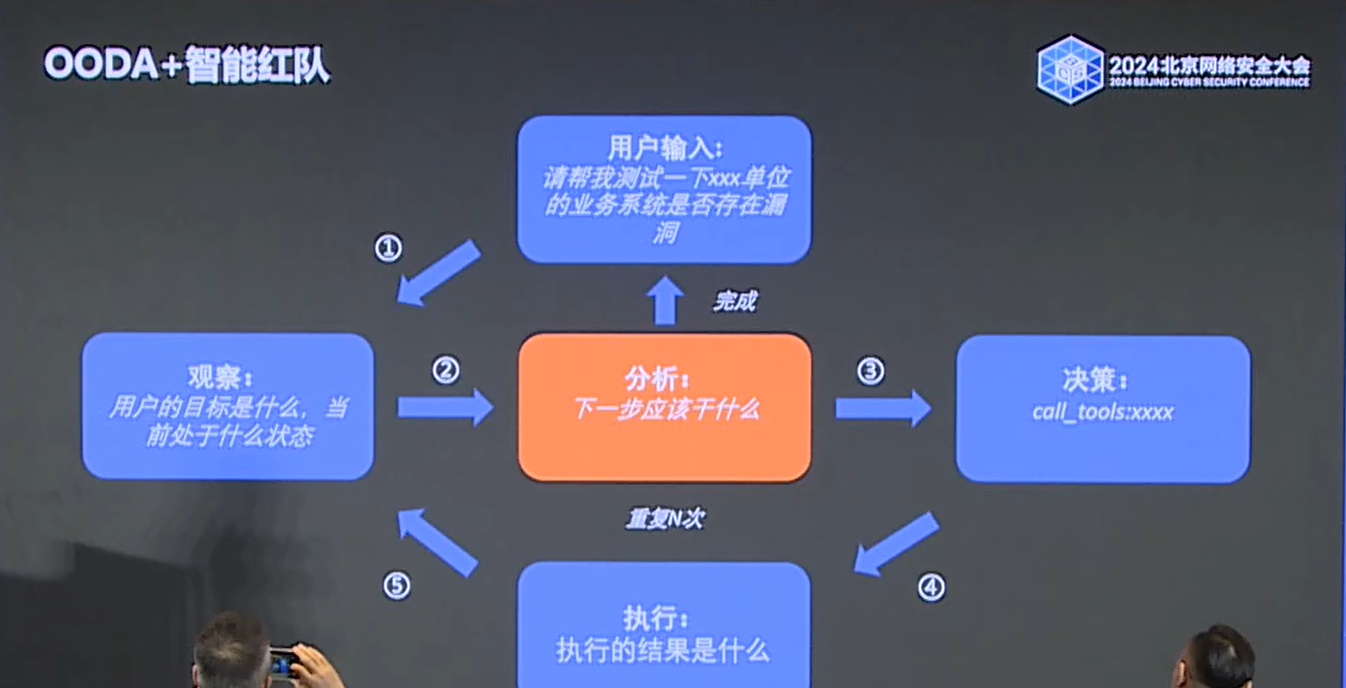 OODA+智能红队
2024北京网络安全大会
2024 BEIJING CYBER SECURITY CONFERENCE
用户输入:
请帮我测试一下xxx单位
的业务系统是否存在漏
洞
①
完成
观察:
用户的目标是什么，当
前处于什么状态
②
分析:
下一步应该干什么
③
决策:
call_tools:xxxx
重复N次
⑤
④
执行:
执行的结果是什么